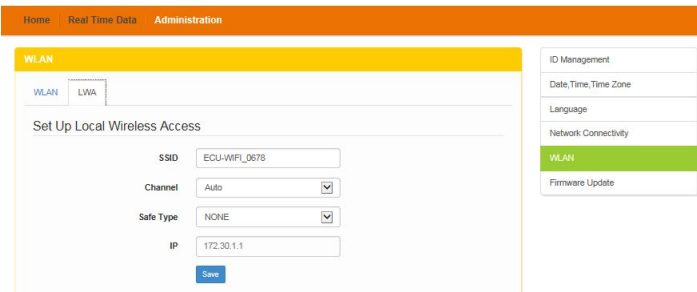 Home Real Time Data Administration
WLAN
WLAN LWA
Set Up Local Wireless Access
SSID ECU-WIFI_0678
Channel Auto
Safe Type NONE
IP 172.30.1.1
Save
ID Management
Date,Time,Time Zone
Language
Network Connectivity
WLAN
Firmware Update